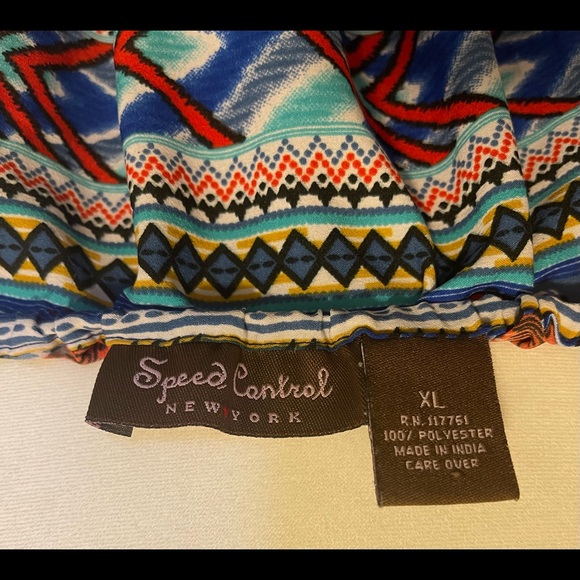 Speed Control
NEW YORK
XL
R.N. 117761
100% POLYESTER
MADE IN INDIA
CARE OVER